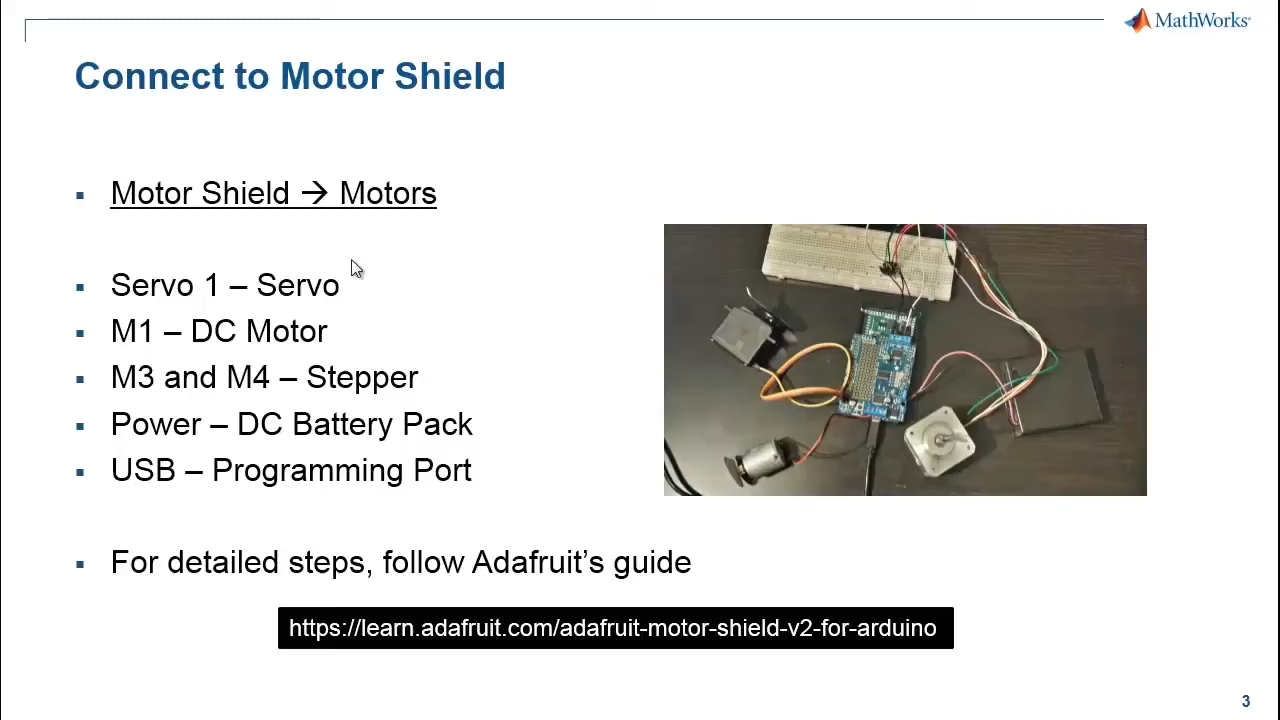 MathWorks®
Connect to Motor Shield
▪ Motor Shield → Motors
▪ Servo 1 – Servo
▪ M1 – DC Motor
▪ M3 and M4 – Stepper
▪ Power – DC Battery Pack
▪ USB – Programming Port
▪ For detailed steps, follow Adafruit’s guide
https://learn.adafruit.com/adafruit-motor-shield-v2-for-arduino
3